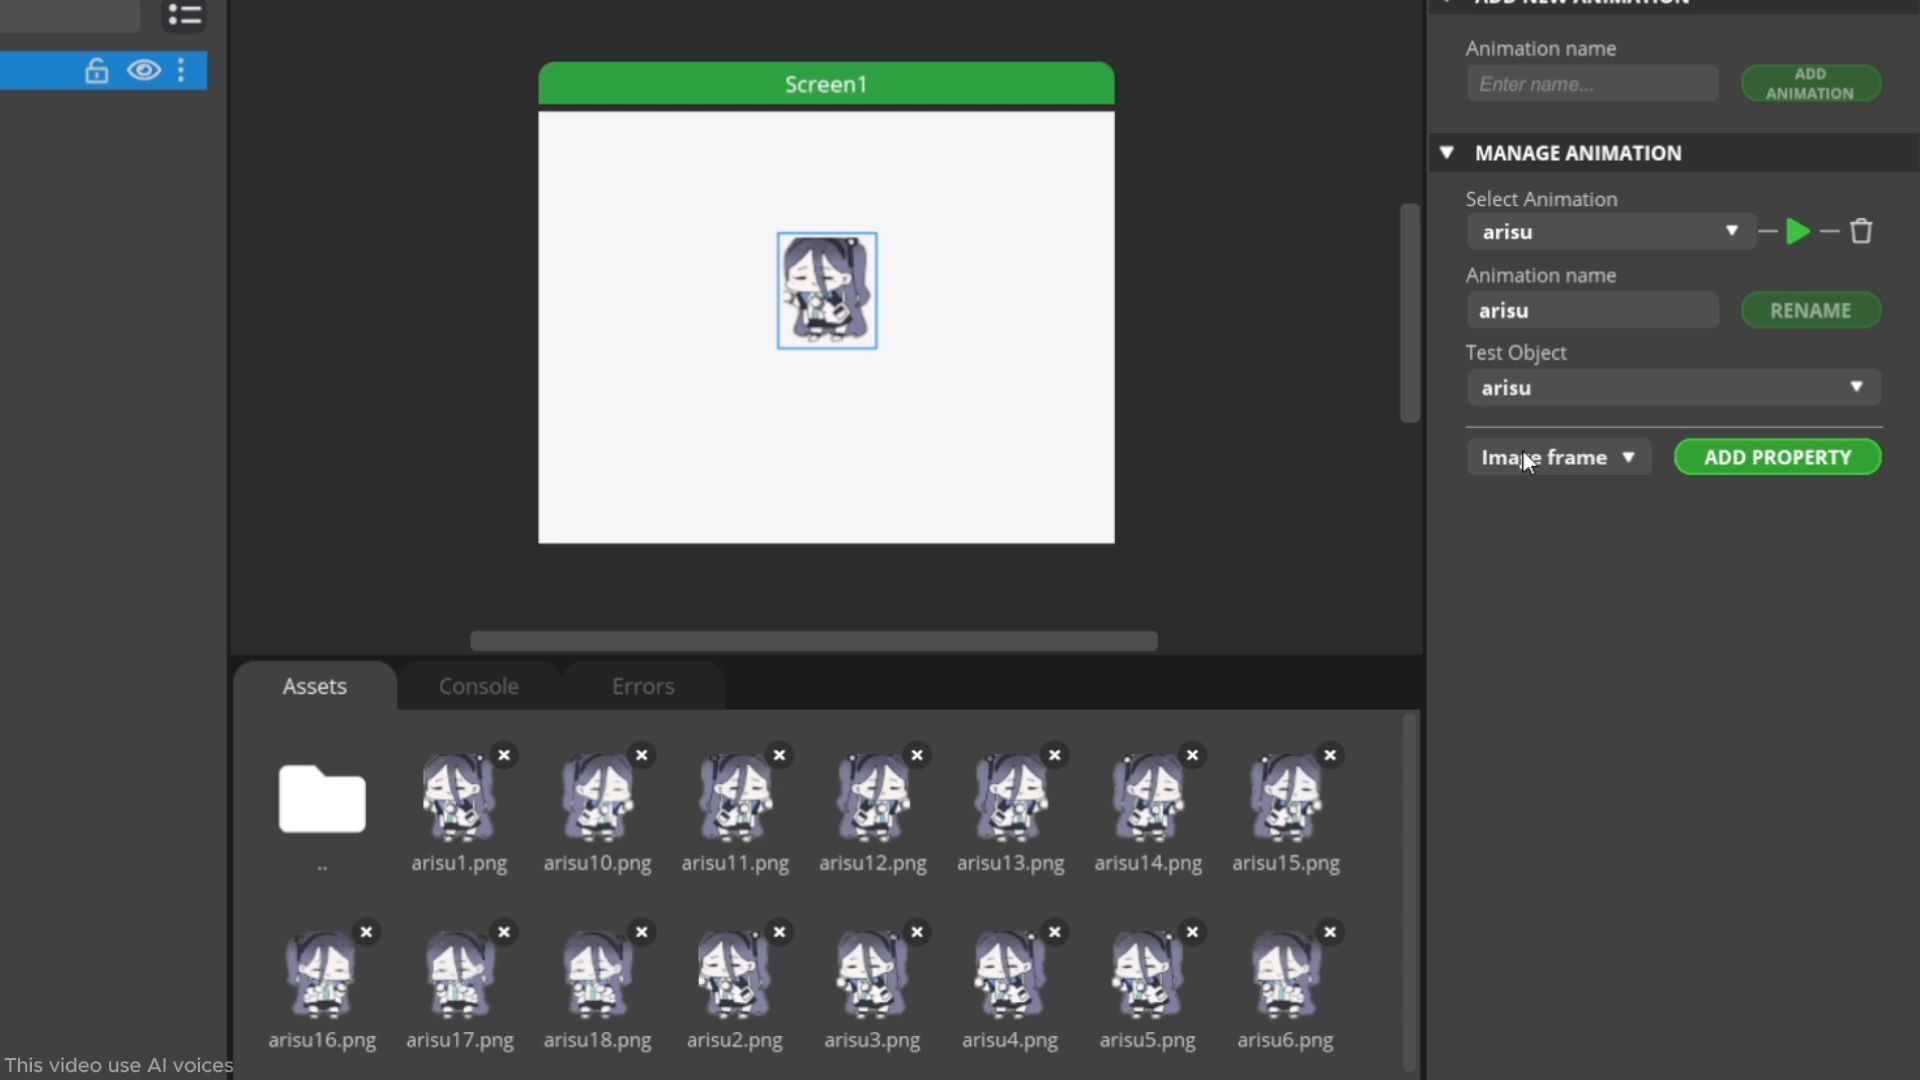 ADD NEW ANIMATION
Animation name
Enter name...
ADD
ANIMATION
Screen1
MANAGE ANIMATION
Select Animation
arisu
Animation name
arisu
RENAME
Test Object
arisu
Image frame
ADD PROPERTY
Assets
Console
Errors
..
arisu1.png
arisu10.png
arisu11.png
arisu12.png
arisu13.png
arisu14.png
arisu15.png
arisu16.png
arisu17.png
arisu18.png
arisu2.png
arisu3.png
arisu4.png
arisu5.png
arisu6.png
This video use AI voices